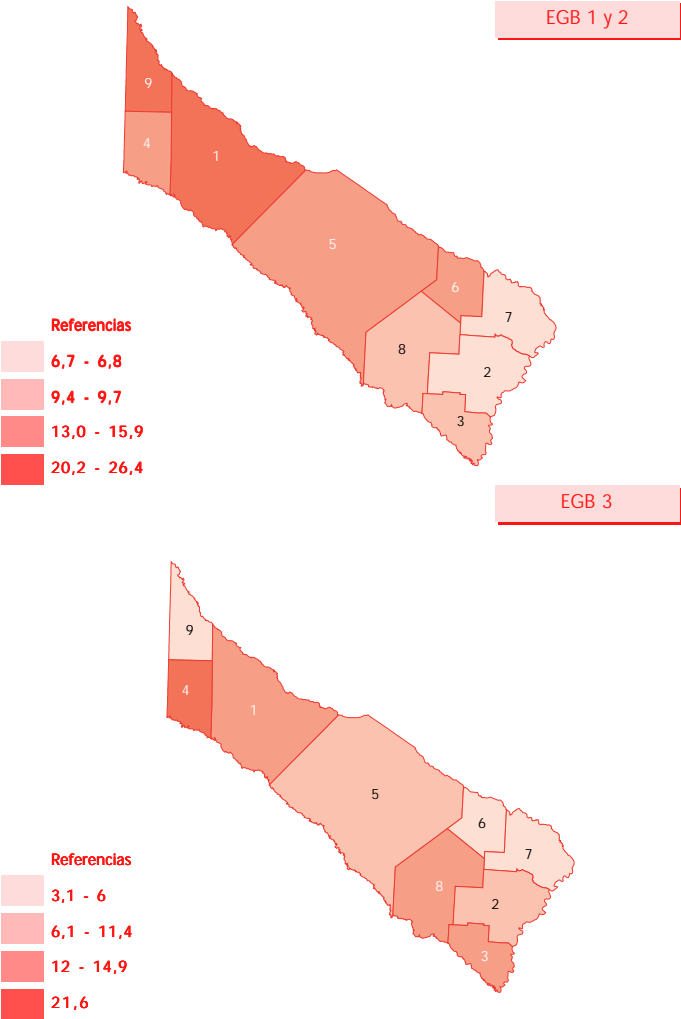 EGB 1 y 2
9
4
1
5
6
7
8
2
3
Referencias
6,7 - 6,8
9,4 - 9,7
13,0 - 15,9
20,2 - 26,4
EGB 3
9
4
1
5
6
7
8
2
3
Referencias
3,1 - 6
6,1 - 11,4
12 - 14,9
21,6